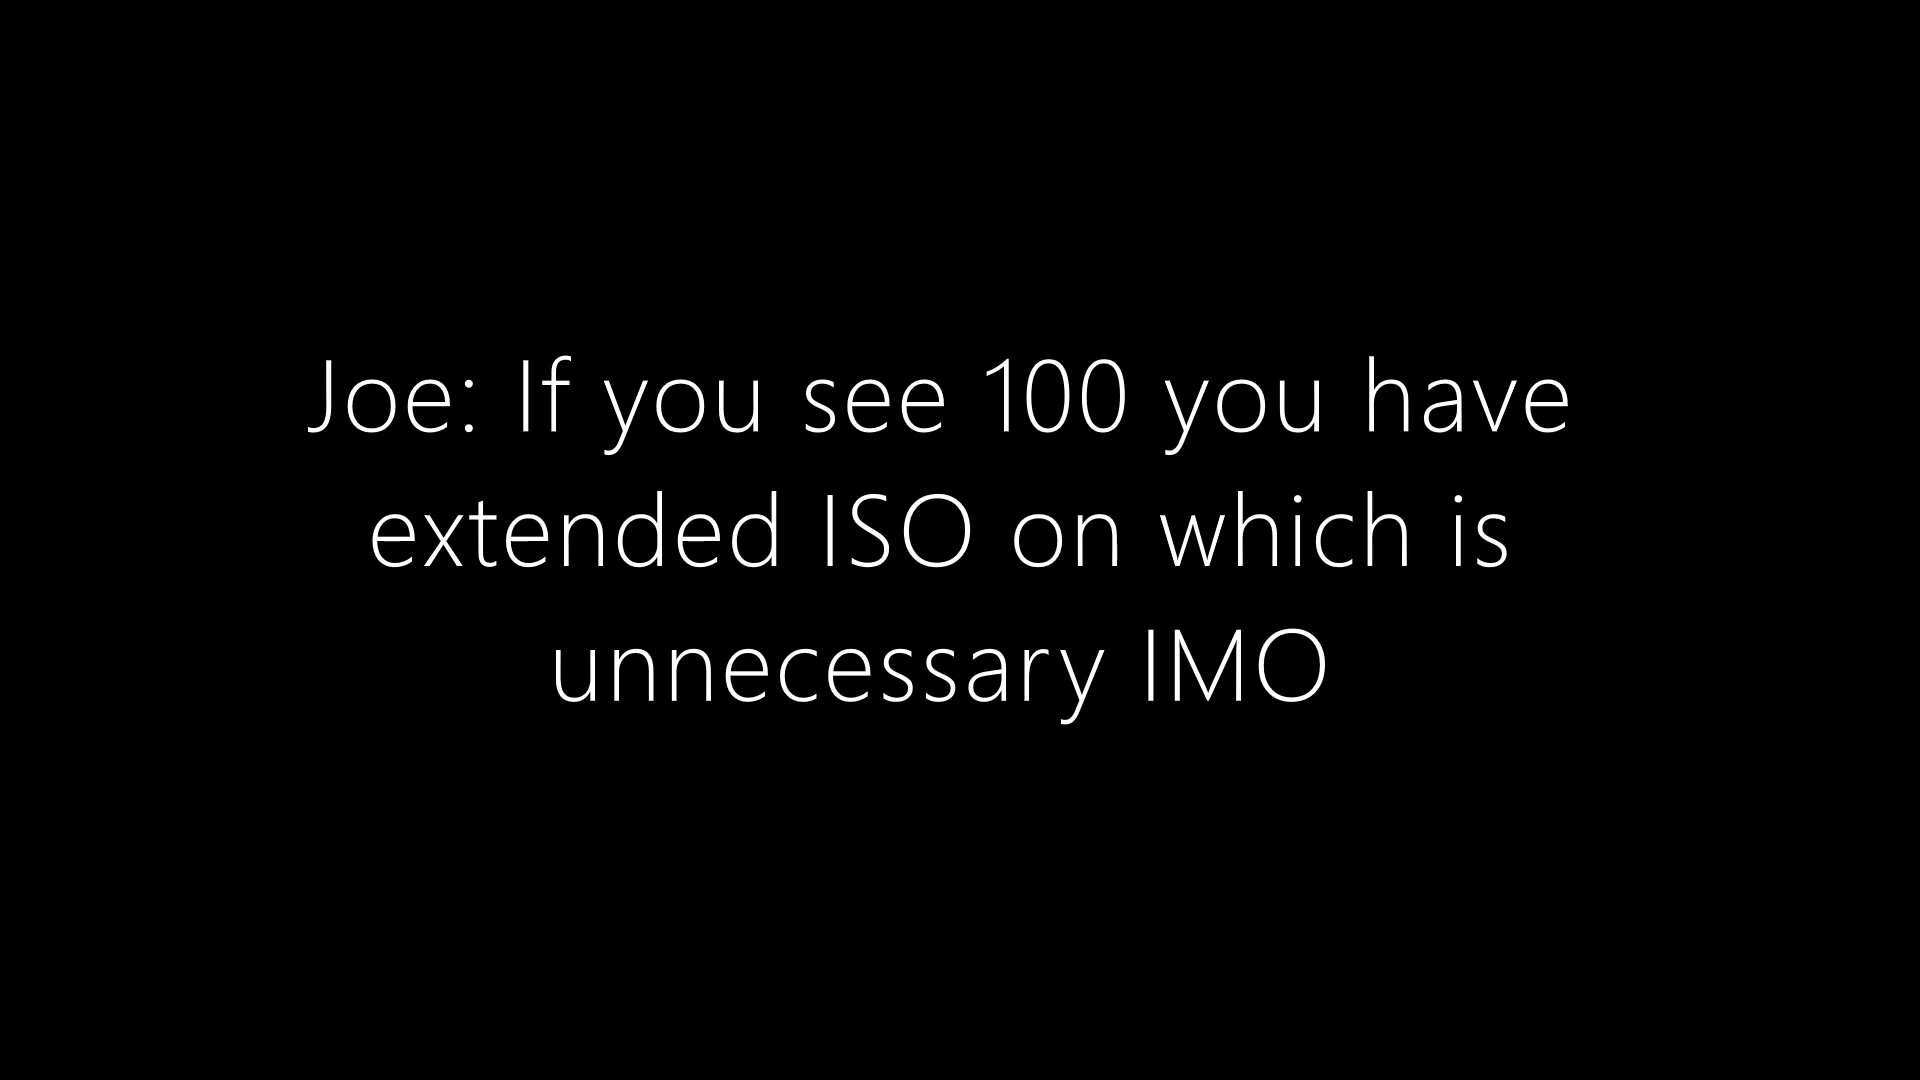 Joe: If you see 100 you have
extended ISO on which is
unnecessary IMO